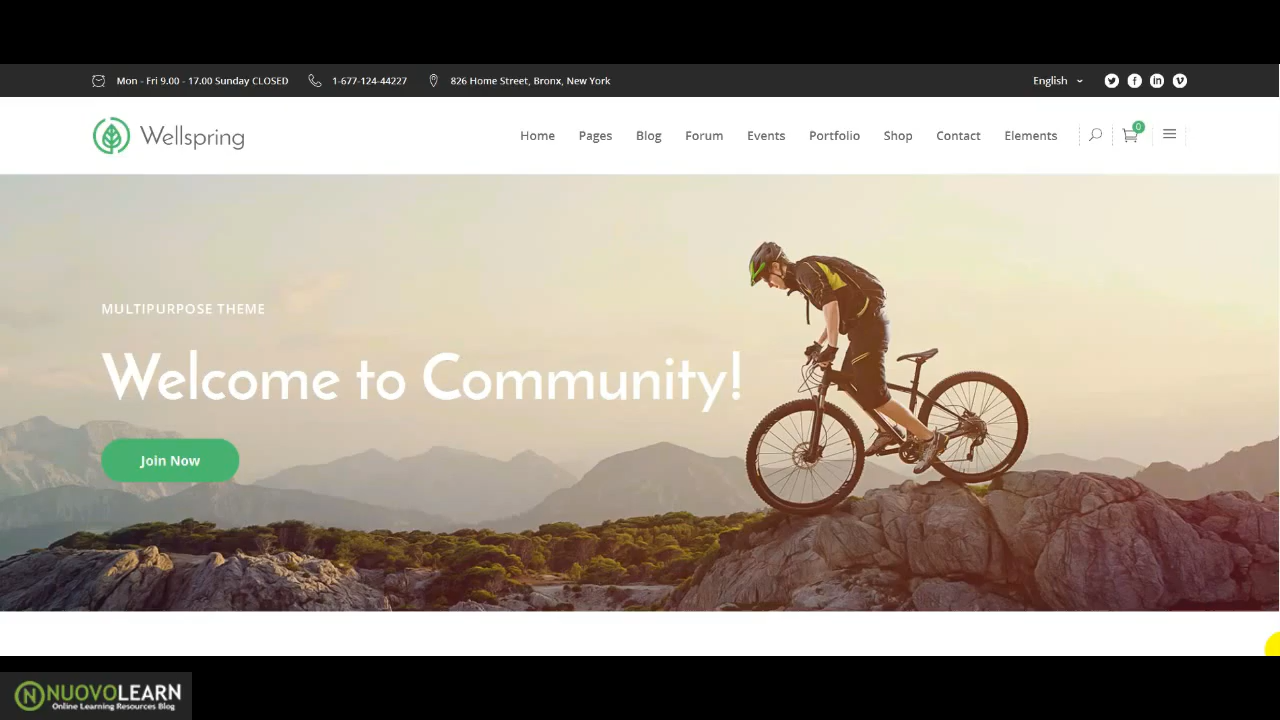 Mon - Fri 9.00 - 17.00 Sunday CLOSED 1-677-124-44227 826 Home Street, Bronx, New York English
Wellspring Home Pages Blog Forum Events Portfolio Shop Contact Elements 0
MULTIPURPOSE THEME
Welcome to Community!
Join Now
NUOVOLEARN
Online Learning Resources Blog